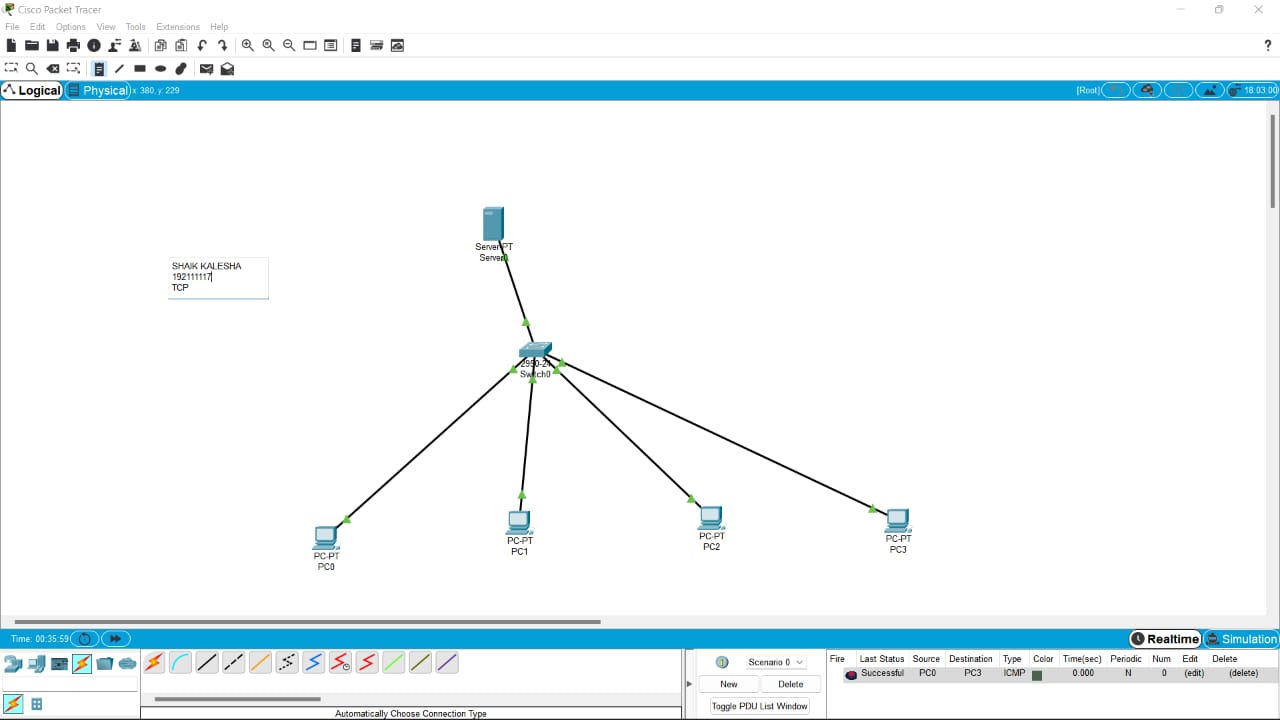 Cisco Packet Tracer
File Edit Options View Tools Extensions Help
?
Logical Physical x: 380, y: 229 [Root] 18:03:00
Server-PT
Server0
SHAIK KALESHA
192111117
TCP
2950-24
Switch0
PC-PT
PC0
PC-PT
PC1
PC-PT
PC2
PC-PT
PC3
Time: 00:35:59 Realtime Simulation
Scenario 0
New Delete
Toggle PDU List Window
Fire Last Status Source Destination Type Color Time(sec) Periodic Num Edit Delete
Successful PC0 PC3 ICMP 0.000 N 0 (edit) (delete)
Automatically Choose Connection Type